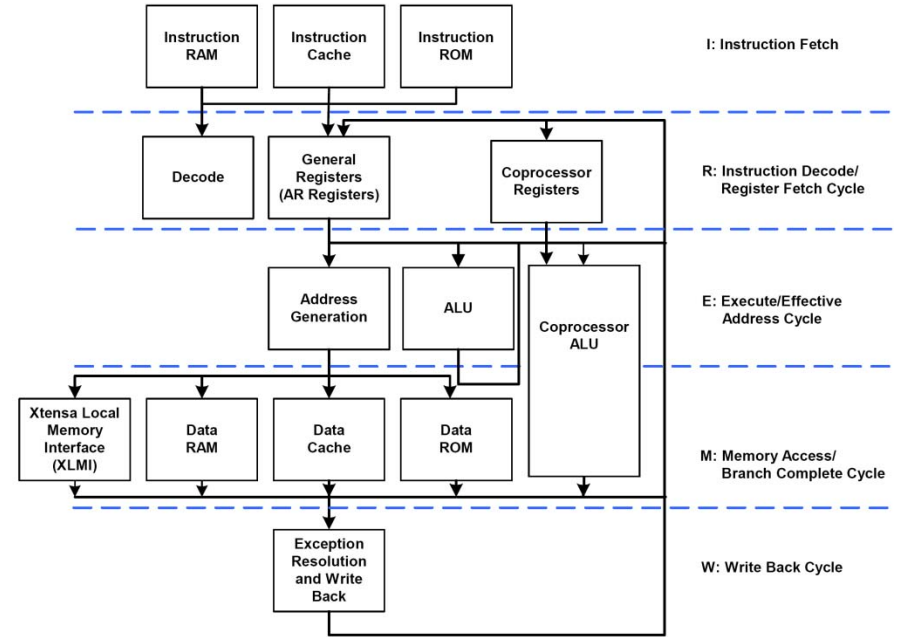 Instruction
RAM
Instruction
Cache
Instruction
ROM
I: Instruction Fetch
Decode
General
Registers
(AR Registers)
Coprocessor
Registers
R: Instruction Decode/
Register Fetch Cycle
Address
Generation
ALU
Coprocessor
ALU
E: Execute/Effective
Address Cycle
Xtensa Local
Memory
Interface
(XLMI)
Data
RAM
Data
Cache
Data
ROM
M: Memory Access/
Branch Complete Cycle
Exception
Resolution
and Write
Back
W: Write Back Cycle